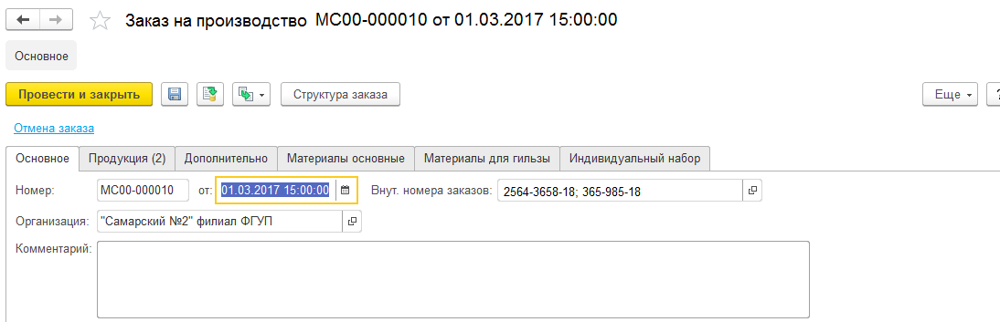 Заказ на производство МС00-000010 от 01.03.2017 15:00:00
Основное
Провести и закрыть Структура заказа Еще ?
Отмена заказа
Основное Продукция (2) Дополнительно Материалы основные Материалы для гильзы Индивидуальный набор
Номер: МС00-000010 от: 01.03.2017 15:00:00 Внут. номера заказов: 2564-3658-18; 365-985-18
Организация: "Самарский №2" филиал ФГУП
Комментарий: